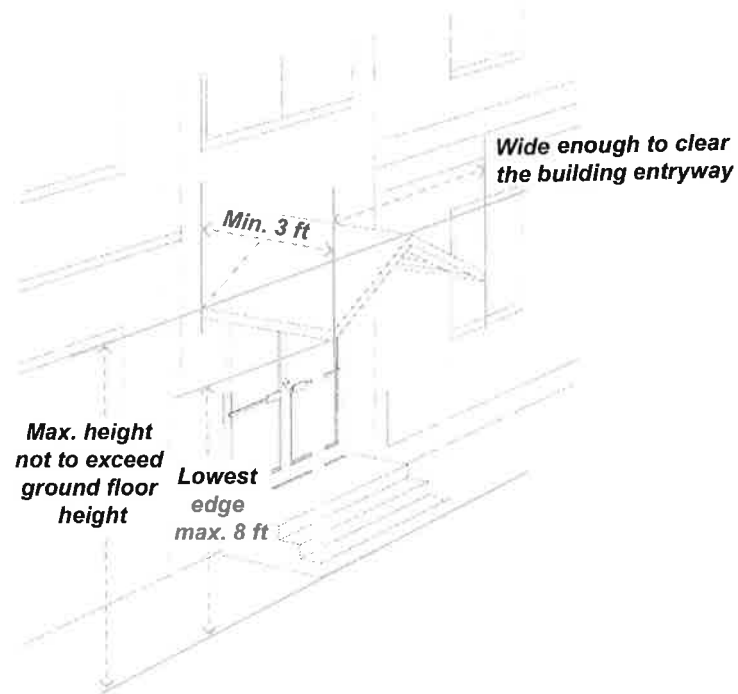 Wide enough to clear
the building entryway
Min. 3 ft
Max. height
not to exceed
ground floor
height
Lowest
edge
max. 8 ft